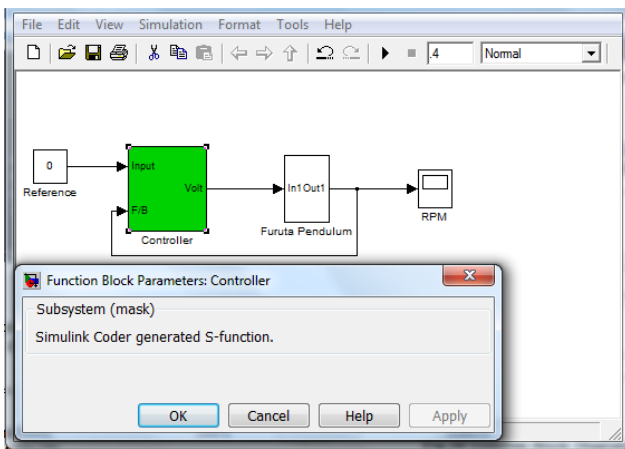 File Edit View Simulation Format Tools Help
.4 Normal
0
Reference
Input
Volt
F/B
Controller
In1 Out1
Furuta Pendulum
RPM
Function Block Parameters: Controller
Subsystem (mask)
Simulink Coder generated S-function.
OK Cancel Help Apply